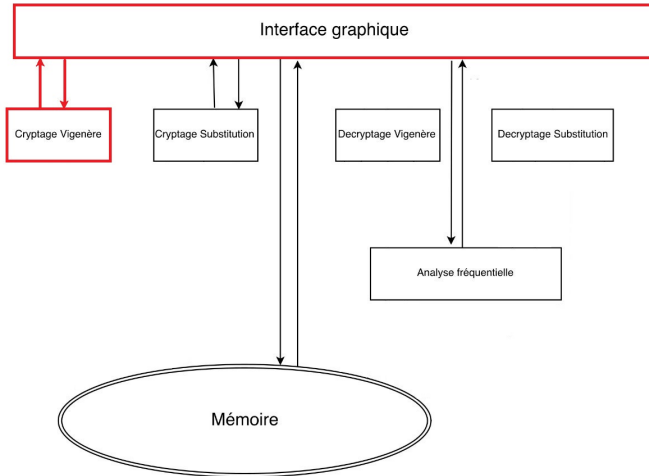 Interface graphique
Cryptage Vigenère
Cryptage Substitution
Decryptage Vigenère
Decryptage Substitution
Analyse fréquentielle
Mémoire